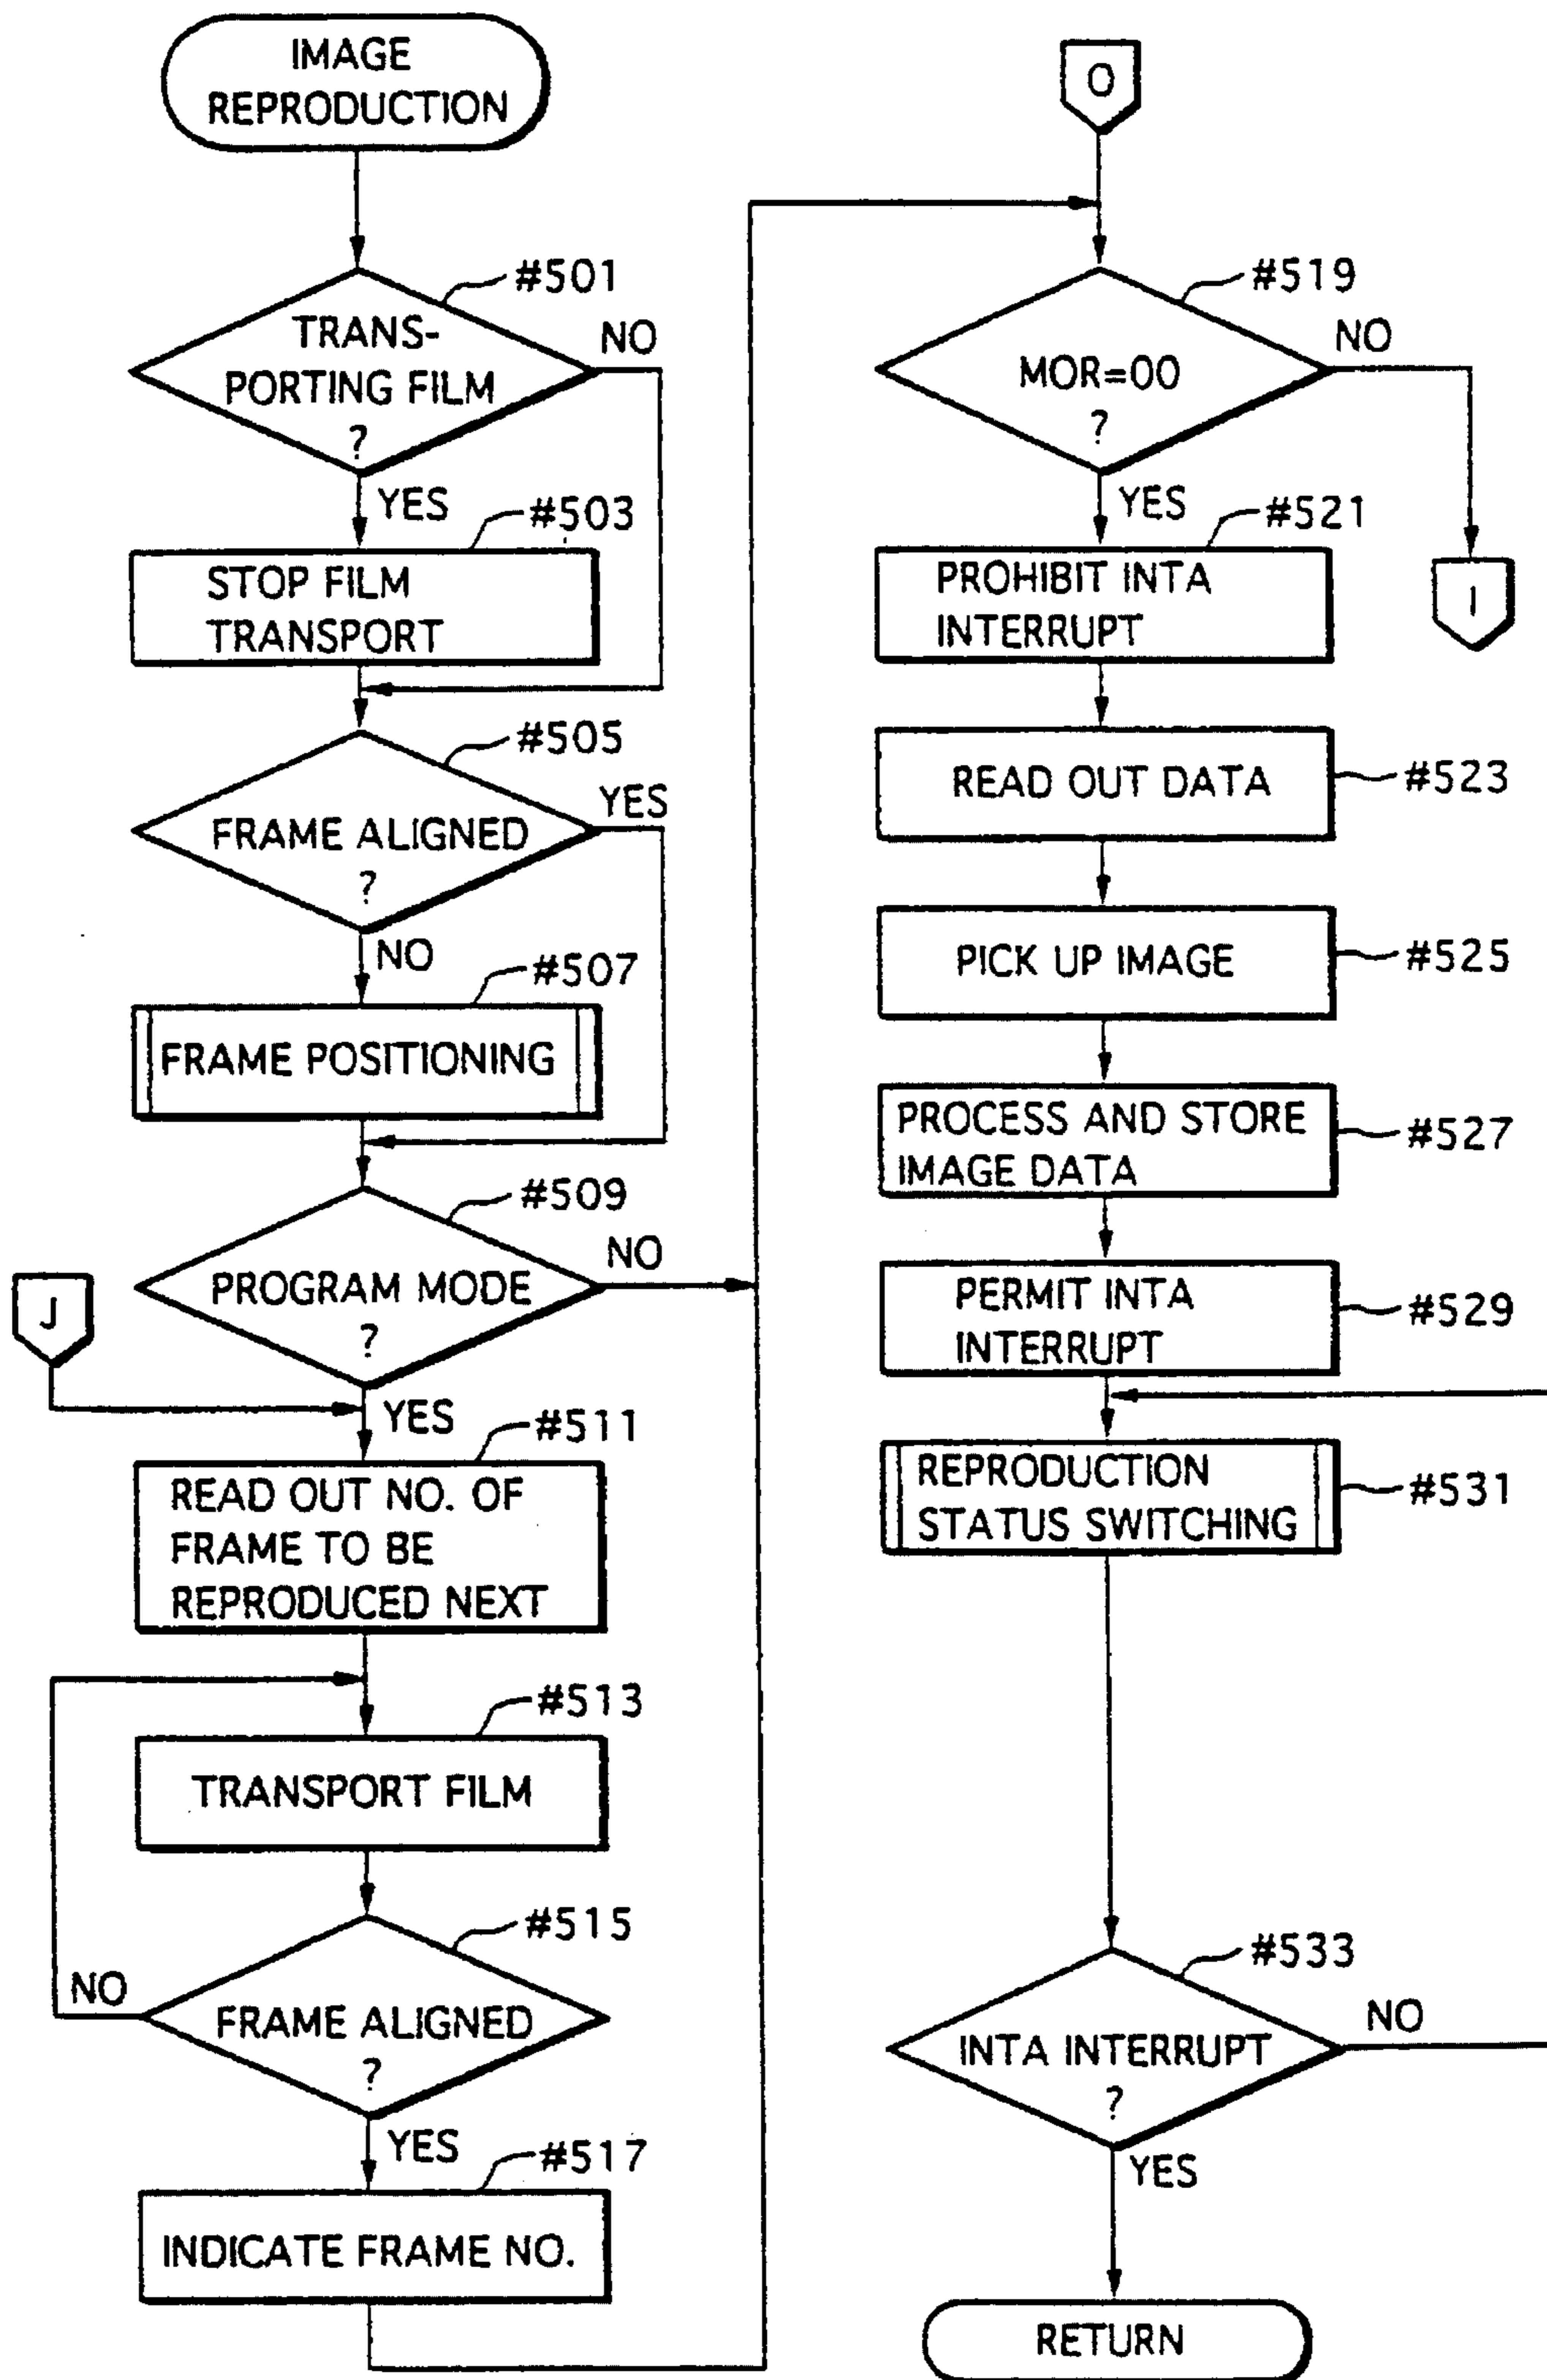 IMAGE
REPRODUCTION
#501
TRANS-
PORTING FILM
?
NO
YES
#503
STOP FILM
TRANSPORT
#505
FRAME ALIGNED
?
YES
NO
#507
FRAME POSITIONING
#509
PROGRAM MODE
?
NO
J
YES
#511
READ OUT NO. OF
FRAME TO BE
REPRODUCED NEXT
#513
TRANSPORT FILM
#515
FRAME ALIGNED
?
NO
YES
#517
INDICATE FRAME NO.
O
#519
MOR=00
?
NO
I
YES
#521
PROHIBIT INTA
INTERRUPT
READ OUT DATA
#523
PICK UP IMAGE
#525
PROCESS AND STORE
IMAGE DATA
#527
PERMIT INTA
INTERRUPT
#529
REPRODUCTION
STATUS SWITCHING
#531
#533
INTA INTERRUPT
?
NO
YES
RETURN